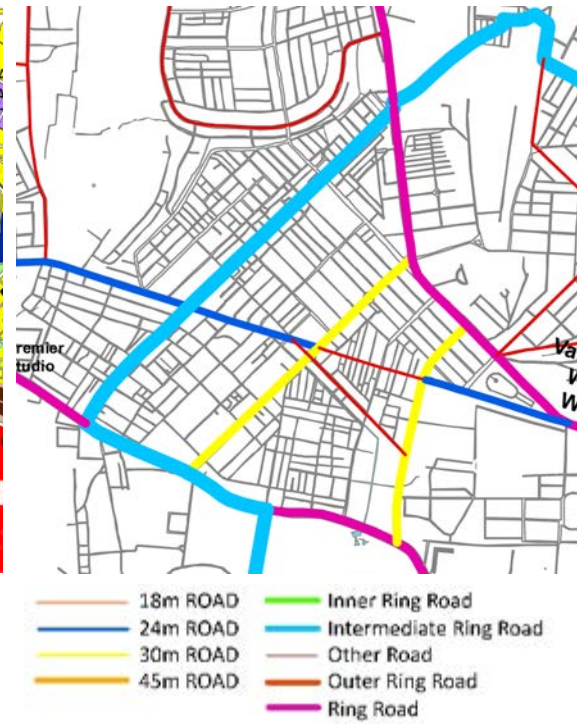 remier
tudio
Va
W
W
18m ROAD
24m ROAD
30m ROAD
45m ROAD
Inner Ring Road
Intermediate Ring Road
Other Road
Outer Ring Road
Ring Road